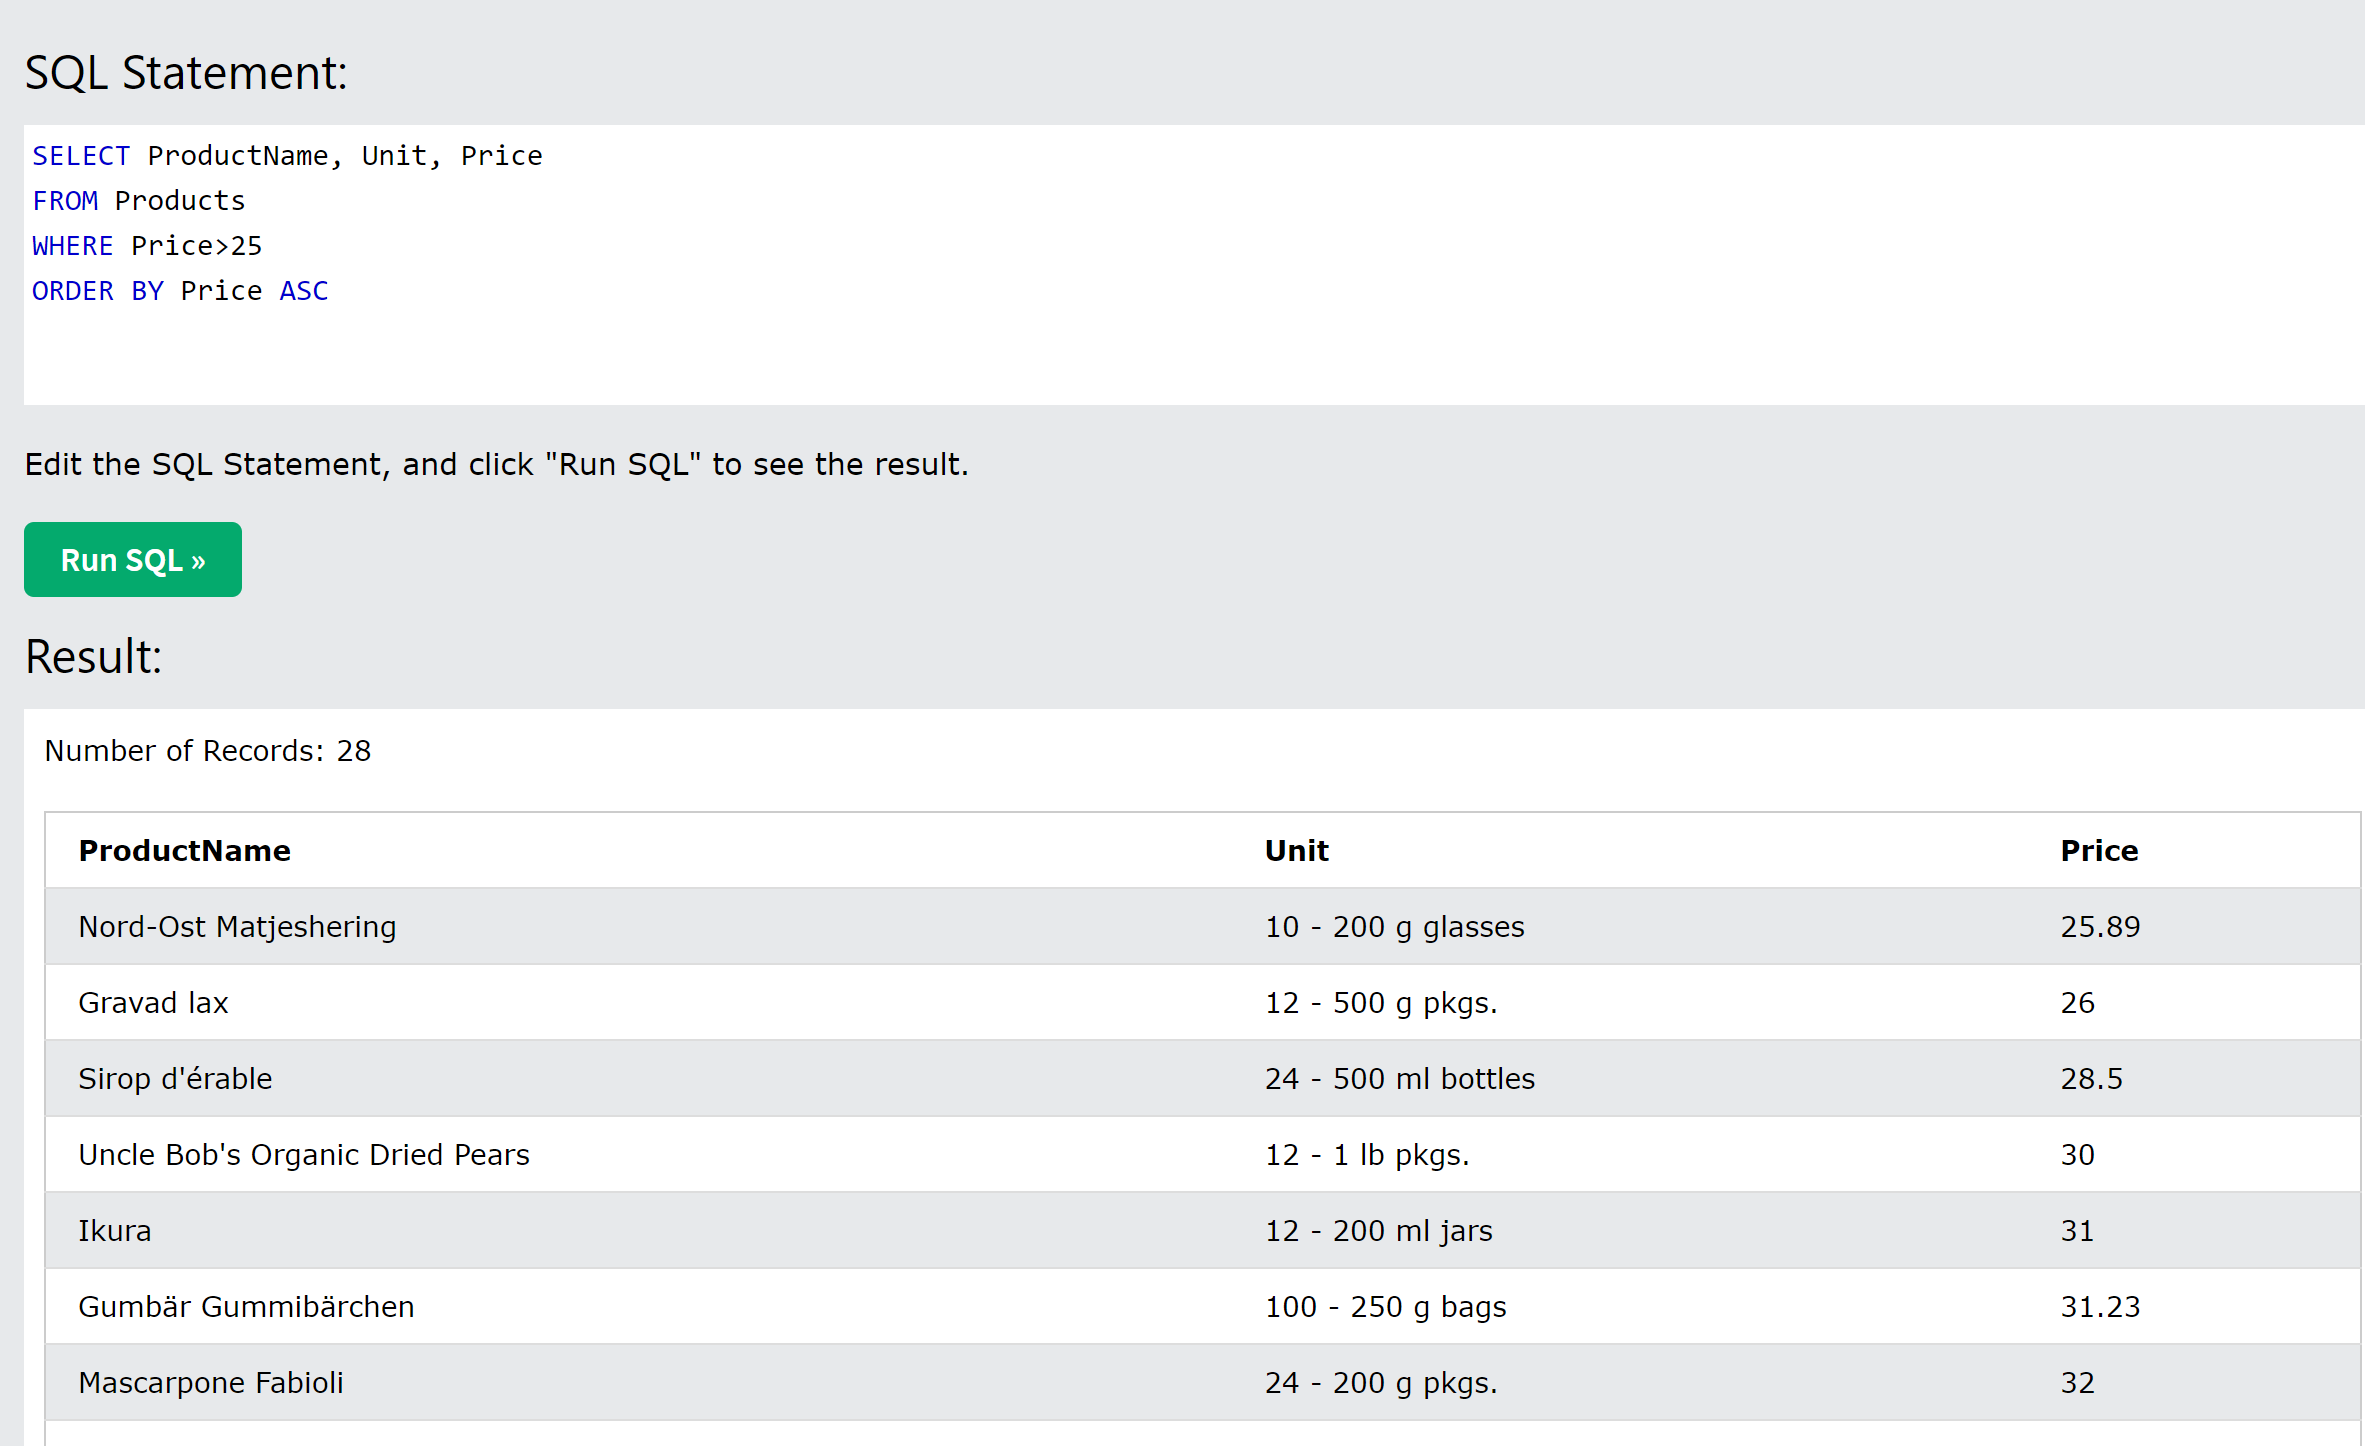 SQL Statement:
SELECT ProductName, Unit, Price
FROM Products
WHERE Price>25
ORDER BY Price ASC
Edit the SQL Statement, and click "Run SQL" to see the result.
Run SQL »
Result:
Number of Records: 28
ProductName Unit Price
Nord-Ost Matjeshering 10 - 200 g glasses 25.89
Gravad lax 12 - 500 g pkgs. 26
Sirop d'érable 24 - 500 ml bottles 28.5
Uncle Bob's Organic Dried Pears 12 - 1 lb pkgs. 30
Ikura 12 - 200 ml jars 31
Gumbär Gummibärchen 100 - 250 g bags 31.23
Mascarpone Fabioli 24 - 200 g pkgs. 32